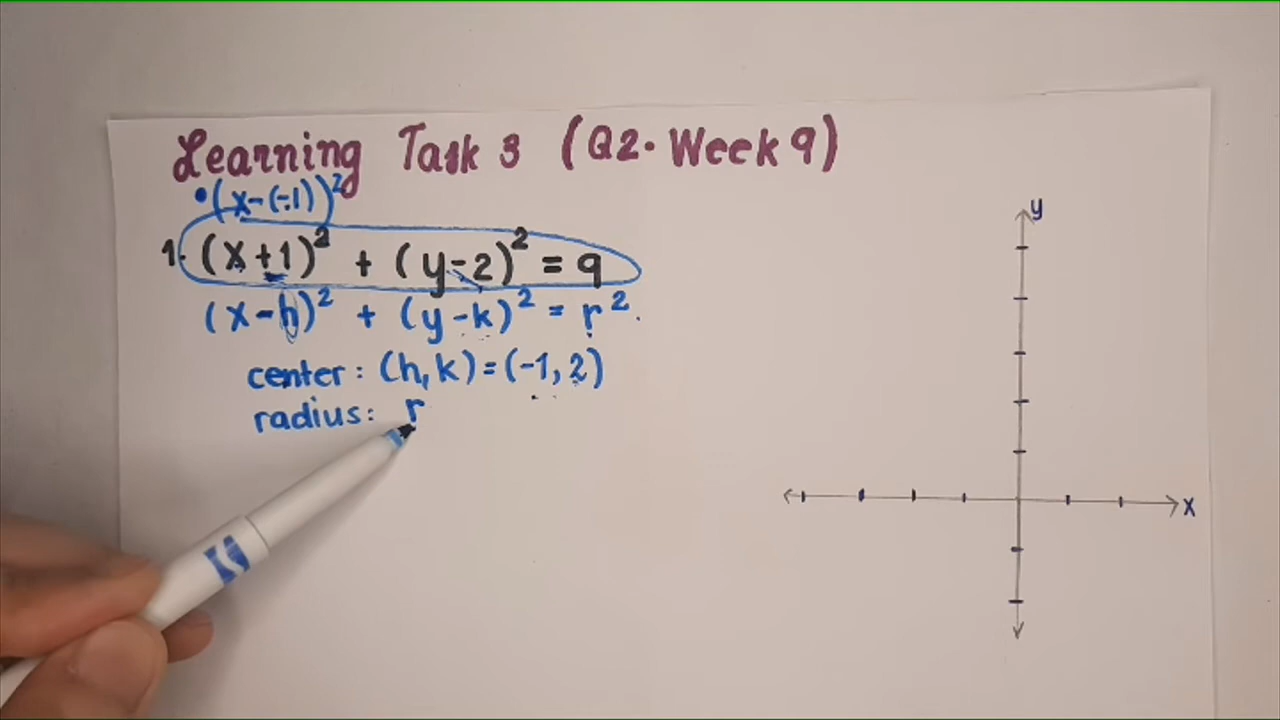 Learning Task 3 (Q2. Week 9)
•(x-(-1))²
1. (x+1)² + (y-2)² = 9
(x-h)² + (y-k)² = r².
center: (h, k) = (-1, 2)
radius: r
y
x